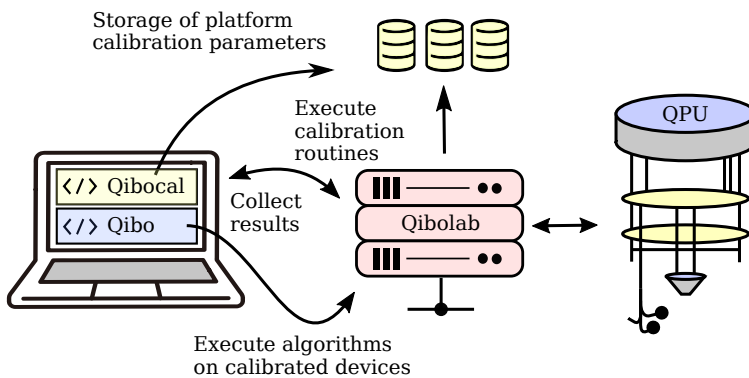 Storage of platform
calibration parameters
Execute
calibration
routines
QPU
</> Qibocal
</> Qibo
Collect
results
Qibolab
Execute algorithms
on calibrated devices